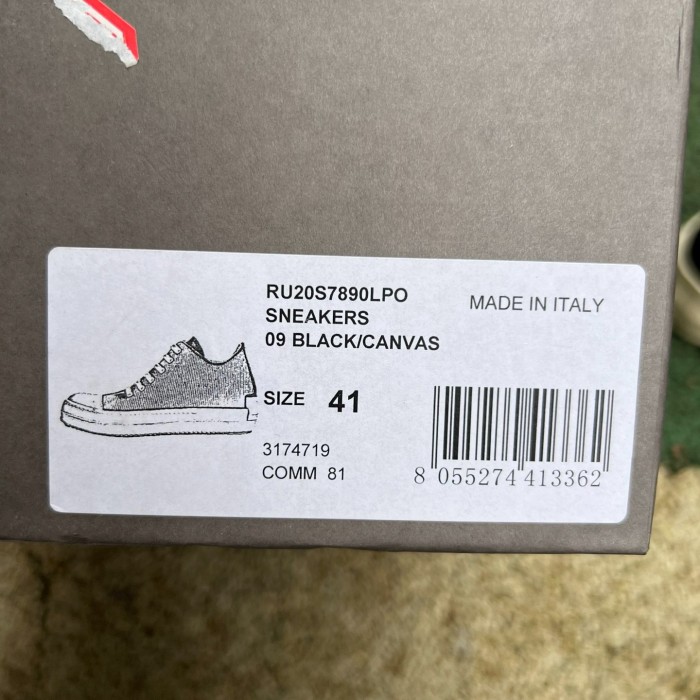 RU20S7890LPO
MADE IN ITALY
SNEAKERS
09 BLACK/CANVAS
SIZE 41
3174719
COMM 81
8 055274 413362